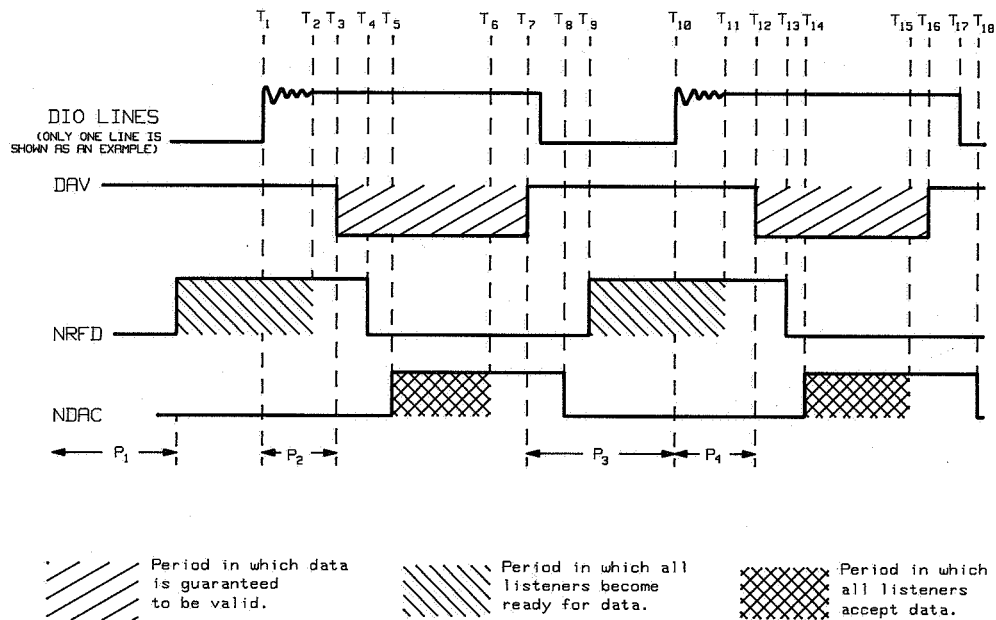 T1 T2 T3 T4 T5 T6 T7 T8 T9 T10 T11 T12 T13 T14 T15 T16 T17 T18
DIO LINES
(ONLY ONE LINE IS
SHOWN AS AN EXAMPLE)
DAV
NRFD
NDAC
P1 P2 P3 P4
Period in which data
is guaranteed
to be valid.
Period in which all
listeners become
ready for data.
Period in which
all listeners
accept data.